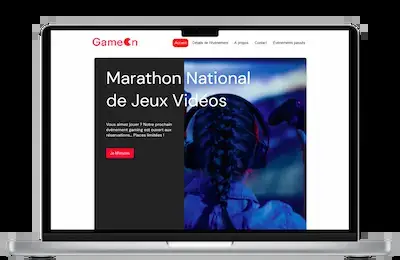 GameOn
Accueil Détails de l'évènement A propos Contact Évènements passés
Marathon National
de Jeux Vidéos
Vous aimez jouer ? Notre prochain
évènement gaming est ouvert aux
réservations... Places limitées !
Je M'inscris